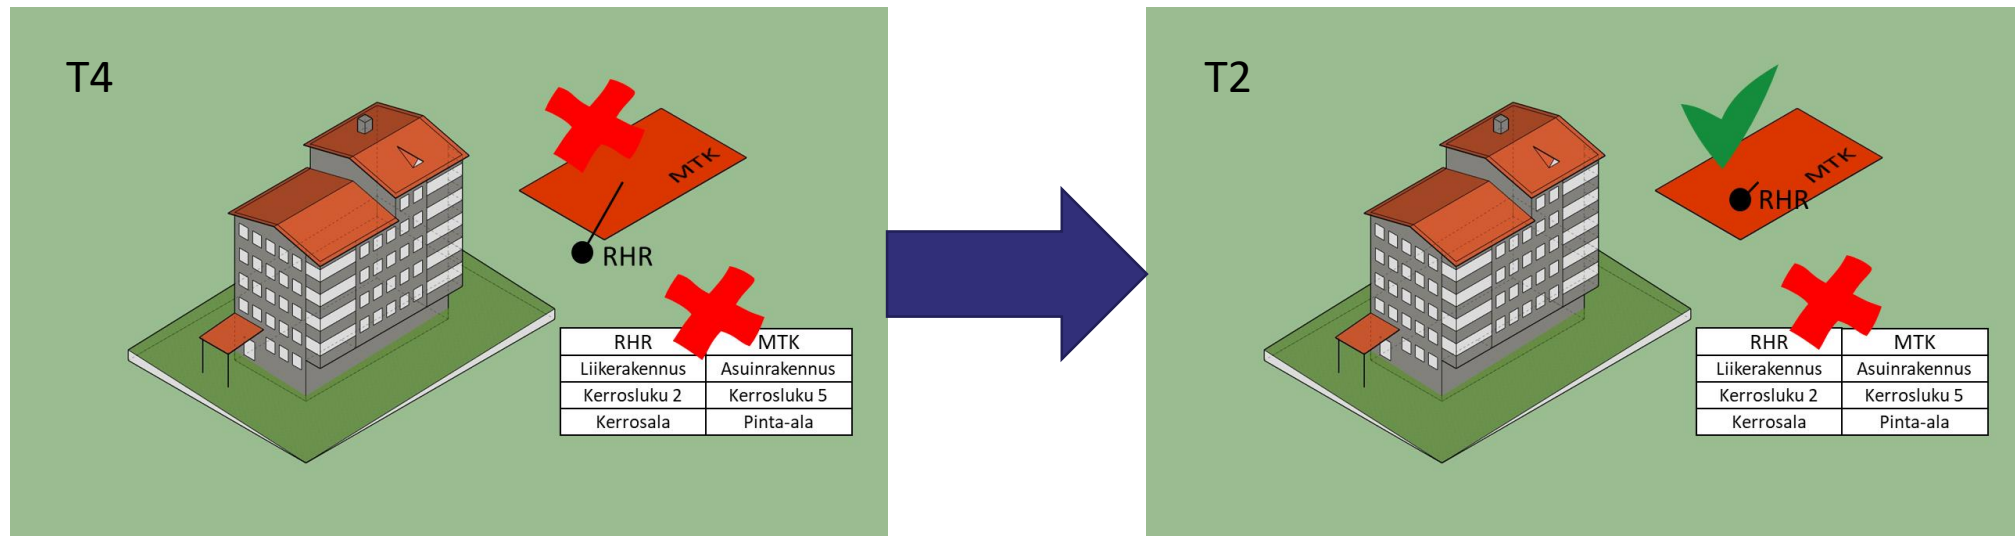 T4
MTK
RHR
RHR MTK
Liikerakennus Asuinrakennus
Kerrosluku 2 Kerrosluku 5
Kerrosala Pinta-ala
T2
MTK
RHR
RHR MTK
Liikerakennus Asuinrakennus
Kerrosluku 2 Kerrosluku 5
Kerrosala Pinta-ala